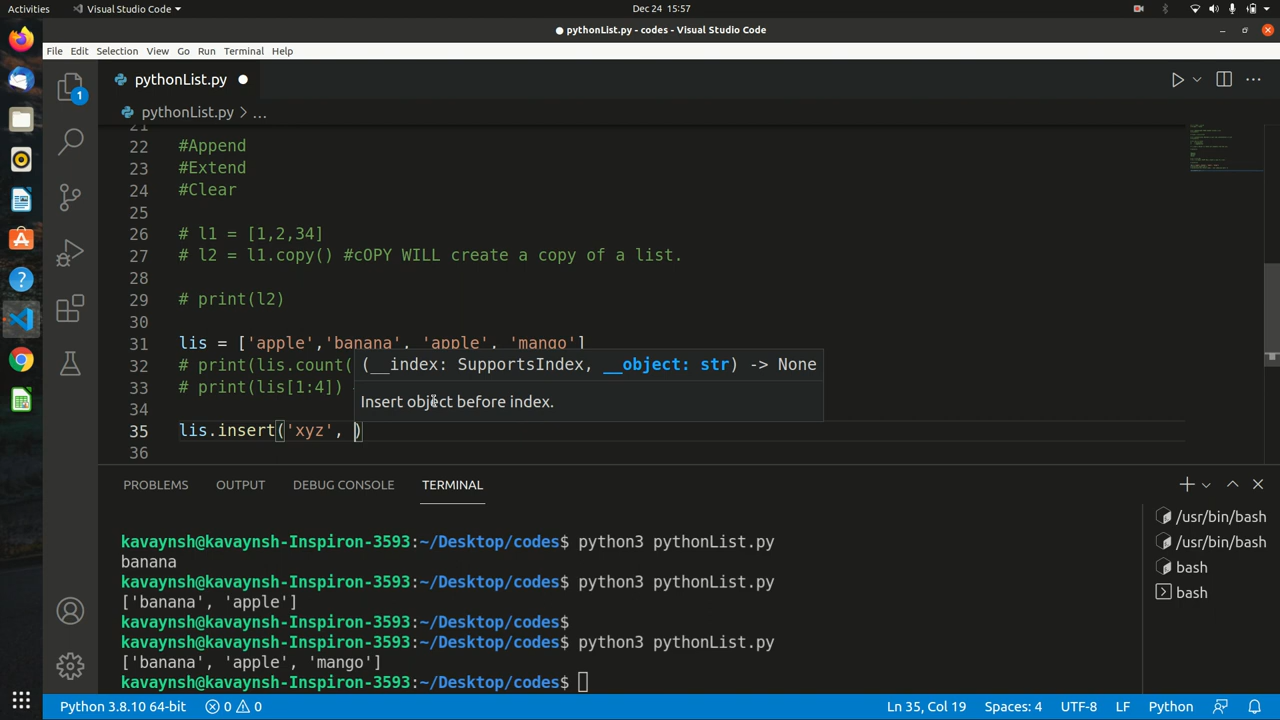 Activities
Visual Studio Code
Dec 24 15:57
● pythonList.py - codes - Visual Studio Code
File Edit Selection View Go Run Terminal Help
1
pythonList.py
pythonList.py > ...
21
22 #Append
23 #Extend
24 #Clear
25
26 # l1 = [1,2,34]
27 # l2 = l1.copy() #cOPY WILL create a copy of a list.
28
29 # print(l2)
30
31 lis = ['apple','banana', 'apple', 'mango']
32 # print(lis.count(
(__index: SupportsIndex, __object: str) -> None
33 # print(lis[1:4])
Insert object before index.
34
35 lis.insert('xyz', )
36
PROBLEMS OUTPUT DEBUG CONSOLE TERMINAL
kavaynsh@kavaynsh-Inspiron-3593:~/Desktop/codes$ python3 pythonList.py
banana
kavaynsh@kavaynsh-Inspiron-3593:~/Desktop/codes$ python3 pythonList.py
['banana', 'apple']
kavaynsh@kavaynsh-Inspiron-3593:~/Desktop/codes$
kavaynsh@kavaynsh-Inspiron-3593:~/Desktop/codes$ python3 pythonList.py
['banana', 'apple', 'mango']
kavaynsh@kavaynsh-Inspiron-3593:~/Desktop/codes$
/usr/bin/bash
/usr/bin/bash
bash
bash
Python 3.8.10 64-bit 0 0 Ln 35, Col 19 Spaces: 4 UTF-8 LF Python